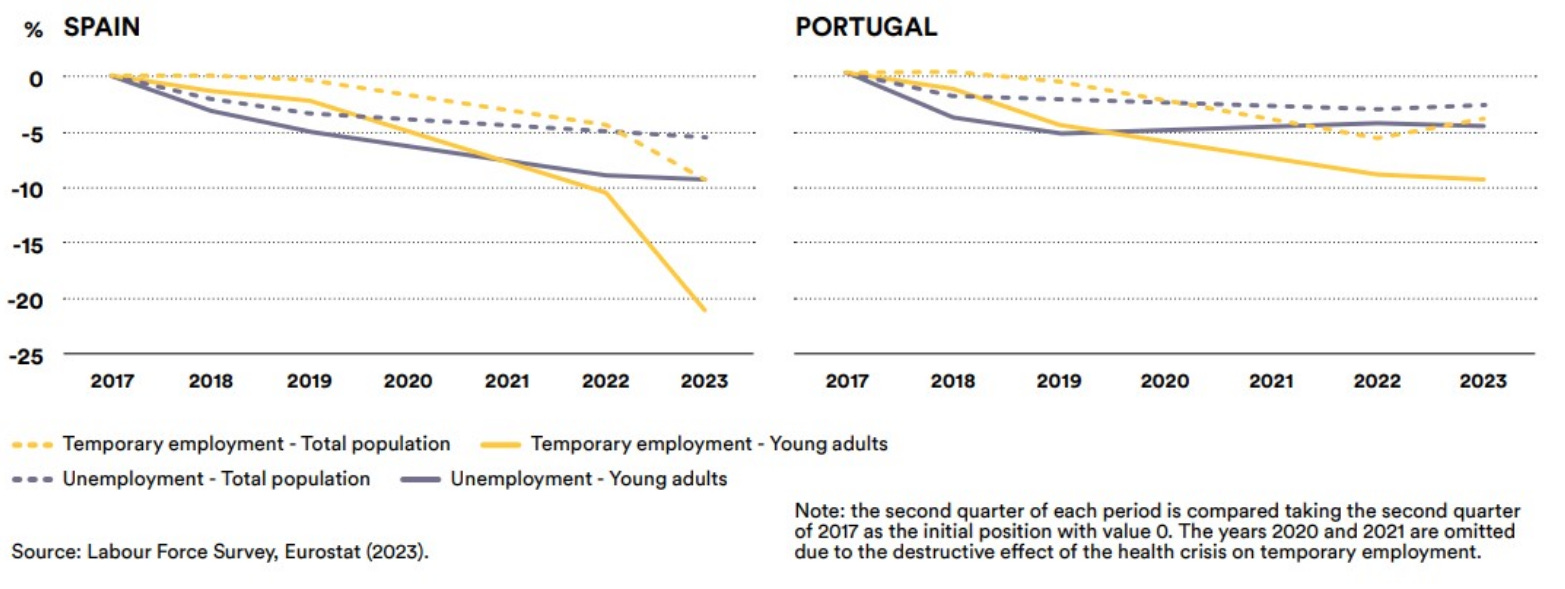 % SPAIN
0
-5
-10
-15
-20
-25
2017 2018 2019 2020 2021 2022 2023
PORTUGAL
2017 2018 2019 2020 2021 2022 2023
Temporary employment - Total population Temporary employment - Young adults
Unemployment - Total population Unemployment - Young adults
Source: Labour Force Survey, Eurostat (2023).
Note: the second quarter of each period is compared taking the second quarter
of 2017 as the initial position with value 0. The years 2020 and 2021 are omitted
due to the destructive effect of the health crisis on temporary employment.